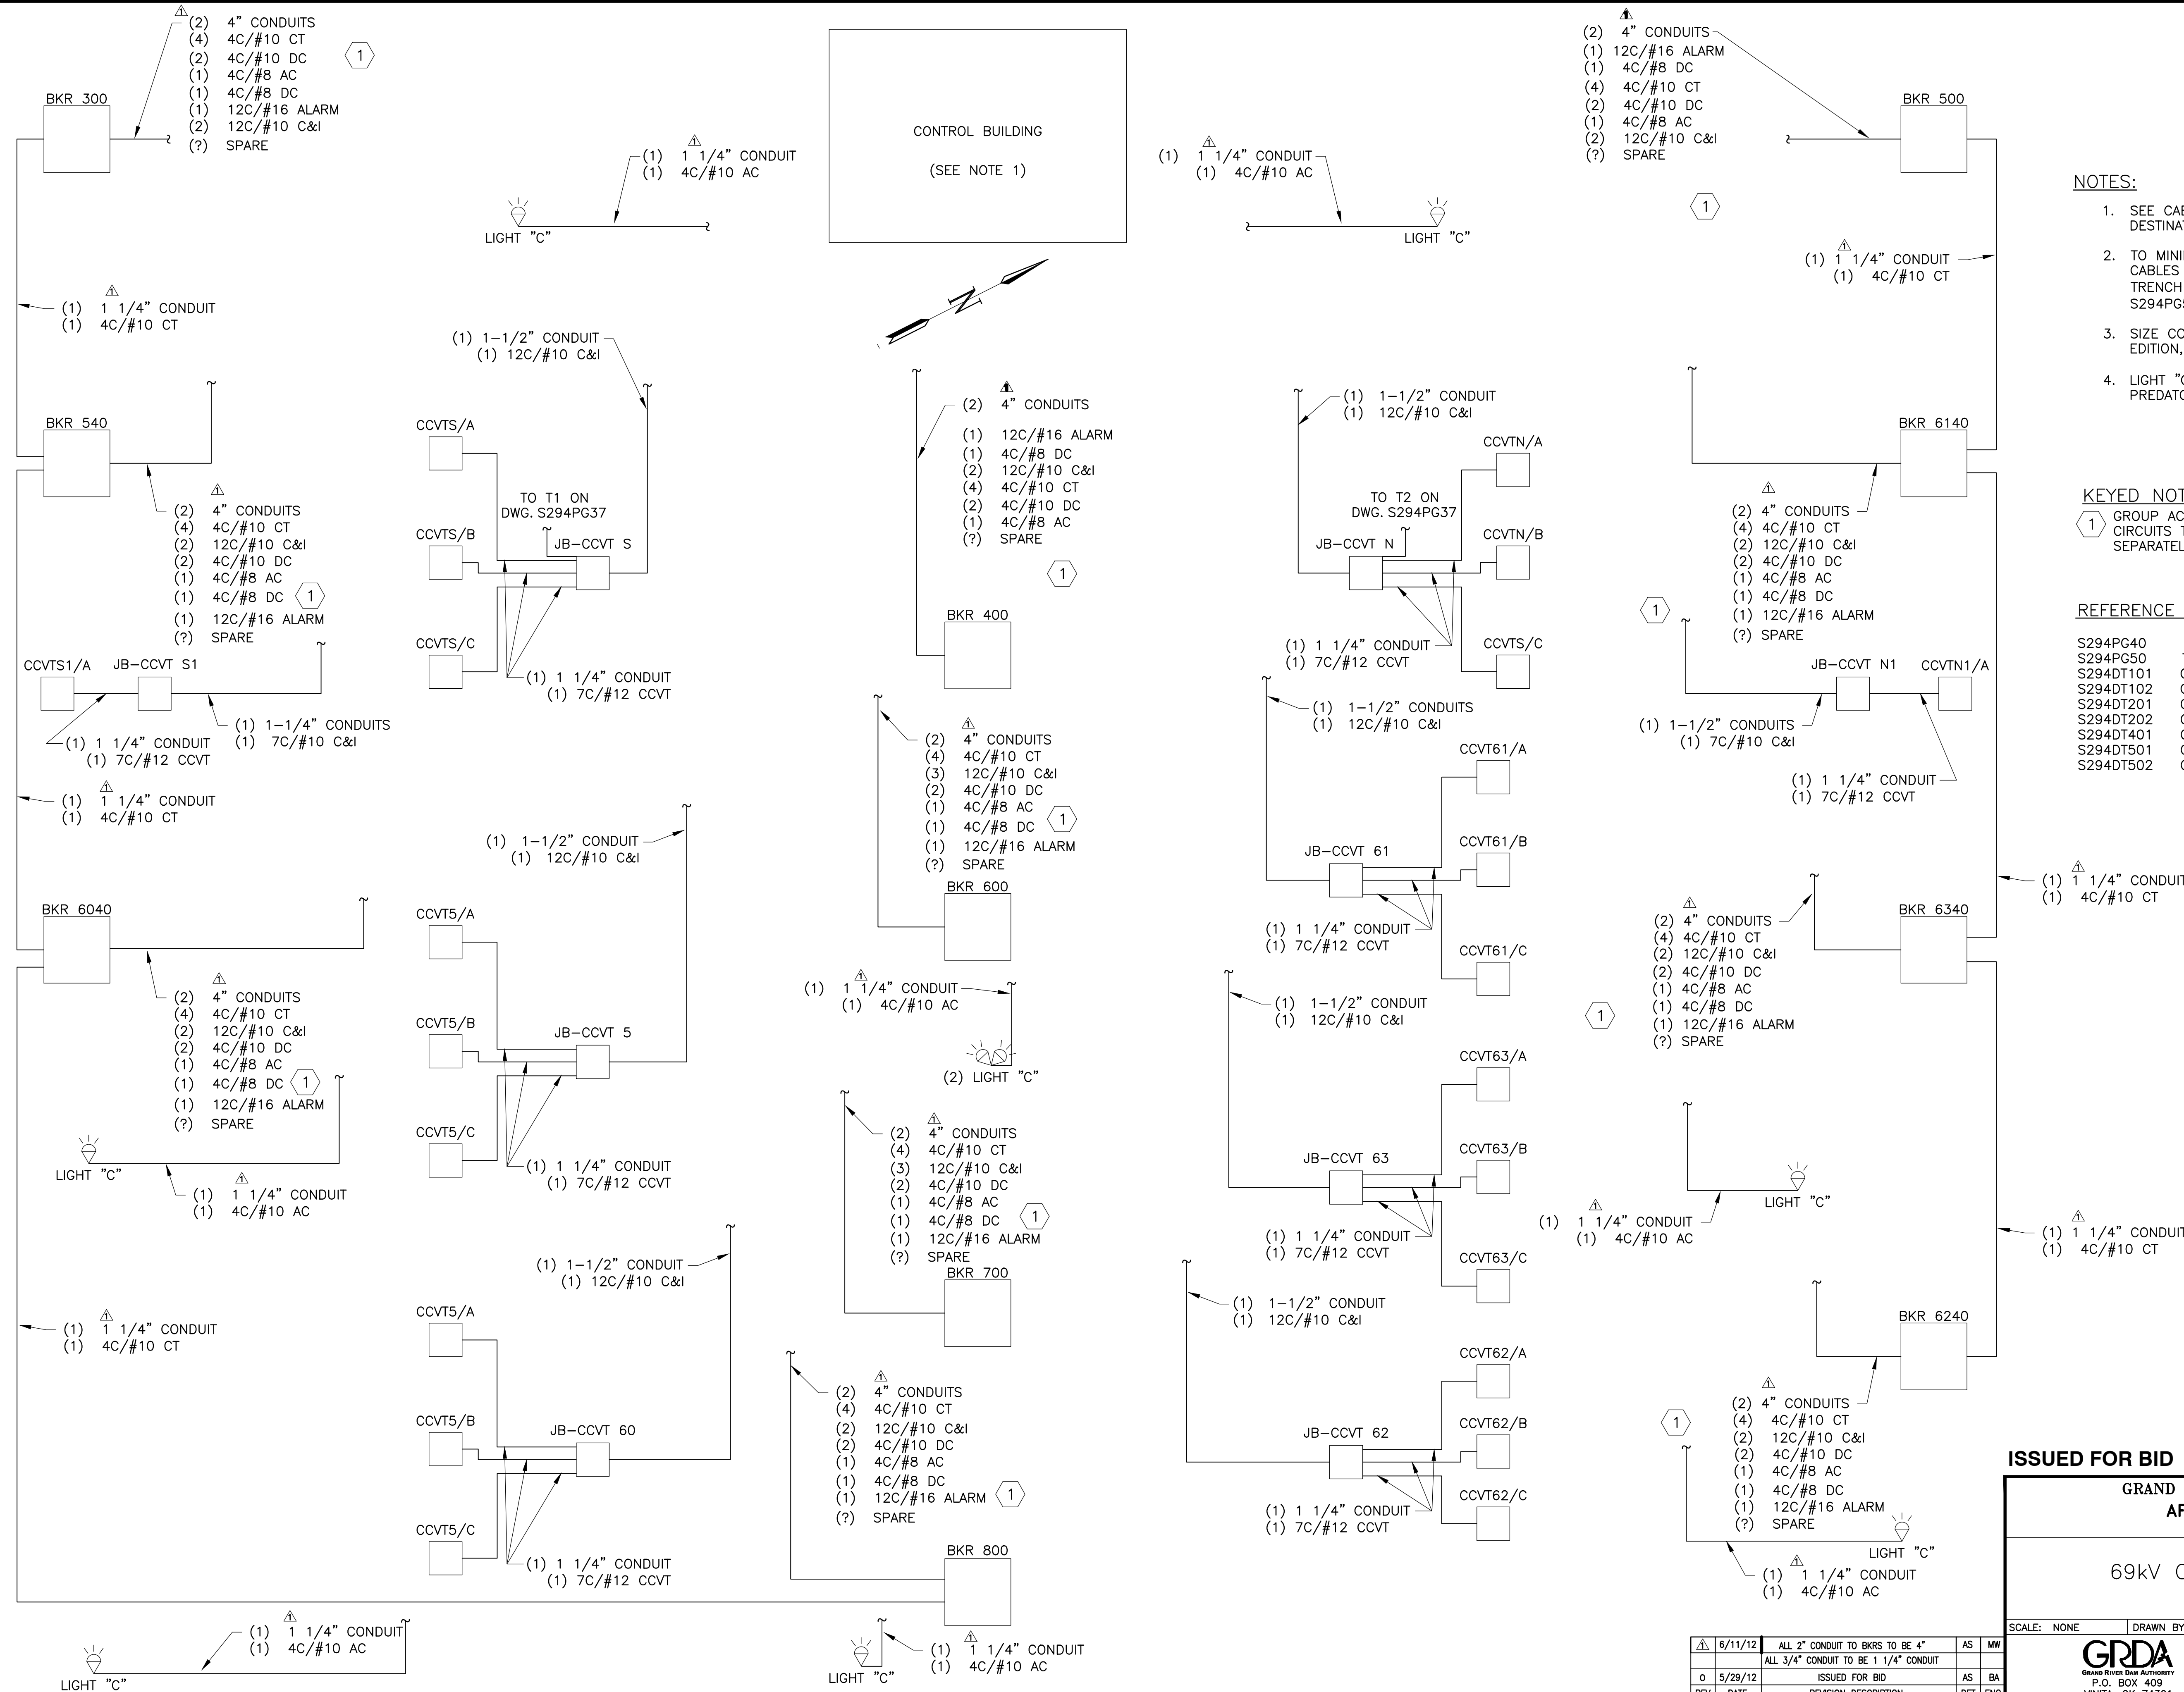 (2) 4" CONDUITS
(4) 4C/#10 CT
(2) 4C/#10 DC
(1) 4C/#8 AC
(1) 4C/#8 DC
(1) 12C/#16 ALARM
(2) 12C/#10 C&I
(?) SPARE
1
BKR 300
(1) 1 1/4" CONDUIT
(1) 4C/#10 AC
LIGHT "C"
CONTROL BUILDING
(SEE NOTE 1)
(1) 1 1/4" CONDUIT
(1) 4C/#10 AC
LIGHT "C"
(2) 4" CONDUITS
(1) 12C/#16 ALARM
(1) 4C/#8 DC
(4) 4C/#10 CT
(2) 4C/#10 DC
(1) 4C/#8 AC
(2) 12C/#10 C&I
(?) SPARE
1
BKR 500
(1) 1 1/4" CONDUIT
(1) 4C/#10 CT
N
(1) 1 1/4" CONDUIT
(1) 4C/#10 CT
BKR 540
(2) 4" CONDUITS
(4) 4C/#10 CT
(2) 12C/#10 C&I
(2) 4C/#10 DC
(1) 4C/#8 AC
(1) 4C/#8 DC
1
(1) 12C/#16 ALARM
(?) SPARE
CCVTS1/A
JB-CCVT S1
(1) 1-1/4" CONDUITS
(1) 7C/#10 C&I
(1) 1 1/4" CONDUIT
(1) 7C/#12 CCVT
(1) 1 1/4" CONDUIT
(1) 4C/#10 CT
BKR 6040
(2) 4" CONDUITS
(4) 4C/#10 CT
(2) 12C/#10 C&I
(2) 4C/#10 DC
(1) 4C/#8 AC
(1) 4C/#8 DC
1
(1) 12C/#16 ALARM
(?) SPARE
LIGHT "C"
(1) 1 1/4" CONDUIT
(1) 4C/#10 AC
(1) 1 1/4" CONDUIT
(1) 4C/#10 CT
(1) 1 1/4" CONDUIT
(1) 4C/#10 AC
LIGHT "C"
(1) 1-1/2" CONDUIT
(1) 12C/#10 C&I
CCVTS/A
TO T1 ON
DWG. S294PG37
CCVTS/B
JB-CCVT S
CCVTS/C
(1) 1 1/4" CONDUIT
(1) 7C/#12 CCVT
(1) 1-1/2" CONDUIT
(1) 12C/#10 C&I
CCVT5/A
CCVT5/B
JB-CCVT 5
CCVT5/C
(1) 1 1/4" CONDUIT
(1) 7C/#12 CCVT
(1) 1-1/2" CONDUIT
(1) 12C/#10 C&I
CCVT5/A
CCVT5/B
JB-CCVT 60
CCVT5/C
(1) 1 1/4" CONDUIT
(1) 7C/#12 CCVT
(2) 4" CONDUITS
(1) 12C/#16 ALARM
(1) 4C/#8 DC
(2) 12C/#10 C&I
(4) 4C/#10 CT
(2) 4C/#10 DC
(1) 4C/#8 AC
(?) SPARE
1
BKR 400
(2) 4" CONDUITS
(4) 4C/#10 CT
(3) 12C/#10 C&I
(2) 4C/#10 DC
(1) 4C/#8 AC
(1) 4C/#8 DC
1
(1) 12C/#16 ALARM
(?) SPARE
BKR 600
(1) 1 1/4" CONDUIT
(1) 4C/#10 AC
(2) LIGHT "C"
(2) 4" CONDUITS
(4) 4C/#10 CT
(3) 12C/#10 C&I
(2) 4C/#10 DC
(1) 4C/#8 AC
(1) 4C/#8 DC
1
(1) 12C/#16 ALARM
(?) SPARE
BKR 700
(2) 4" CONDUITS
(4) 4C/#10 CT
(2) 12C/#10 C&I
(2) 4C/#10 DC
(1) 4C/#8 AC
(1) 4C/#8 DC
(1) 12C/#16 ALARM
1
(?) SPARE
BKR 800
(1) 1 1/4" CONDUIT
(1) 4C/#10 AC
LIGHT "C"
(1) 1-1/2" CONDUIT
(1) 12C/#10 C&I
CCVTN/A
TO T2 ON
DWG. S294PG37
CCVTN/B
JB-CCVT N
CCVTS/C
(1) 1 1/4" CONDUIT
(1) 7C/#12 CCVT
(1) 1-1/2" CONDUITS
(1) 12C/#10 C&I
CCVT61/A
CCVT61/B
JB-CCVT 61
CCVT61/C
(1) 1 1/4" CONDUIT
(1) 7C/#12 CCVT
(1) 1-1/2" CONDUIT
(1) 12C/#10 C&I
CCVT63/A
CCVT63/B
JB-CCVT 63
CCVT63/C
(1) 1 1/4" CONDUIT
(1) 7C/#12 CCVT
(1) 1-1/2" CONDUIT
(1) 12C/#10 C&I
CCVT62/A
CCVT62/B
JB-CCVT 62
CCVT62/C
(1) 1 1/4" CONDUIT
(1) 7C/#12 CCVT
BKR 6140
(2) 4" CONDUITS
(4) 4C/#10 CT
(2) 12C/#10 C&I
(2) 4C/#10 DC
(1) 4C/#8 AC
(1) 4C/#8 DC
(1) 12C/#16 ALARM
(?) SPARE
1
JB-CCVT N1
CCVTN1/A
(1) 1-1/2" CONDUITS
(1) 7C/#10 C&I
(1) 1 1/4" CONDUIT
(1) 7C/#12 CCVT
(1) 1 1/4" CONDUIT
(1) 4C/#10 CT
BKR 6340
(2) 4" CONDUITS
(4) 4C/#10 CT
(2) 12C/#10 C&I
(2) 4C/#10 DC
(1) 4C/#8 AC
(1) 4C/#8 DC
(1) 12C/#16 ALARM
(?) SPARE
1
LIGHT "C"
(1) 1 1/4" CONDUIT
(1) 4C/#10 AC
(1) 1 1/4" CONDUIT
(1) 4C/#10 CT
BKR 6240
(2) 4" CONDUITS
(4) 4C/#10 CT
(2) 12C/#10 C&I
(2) 4C/#10 DC
(1) 4C/#8 AC
(1) 4C/#8 DC
(1) 12C/#16 ALARM
(?) SPARE
1
LIGHT "C"
(1) 1 1/4" CONDUIT
(1) 4C/#10 AC
NOTES:
1. SEE
2. TO
CABLES
TRENCH
3. SIZE
EDITION,
4. LIGHT
KEYED
1 GROUP
CIRCUITS
REFERENCE
S294PG40
S294PG50
S294DT101
S294DT102
S294DT201
S294DT202
S294DT401
S294DT501
S294DT502
ISSUED FOR BID
GRAND
69kV
SCALE: NONE DRAWN BY
GRDA
GRAND RIVER DAM AUTHORITY
P.O. BOX 409
1 6/11/12 ALL 2" CONDUIT TO BKRS TO BE 4" AS MW
ALL 3/4" CONDUIT TO BE 1 1/4" CONDUIT
0 5/29/12 ISSUED FOR BID AS BA